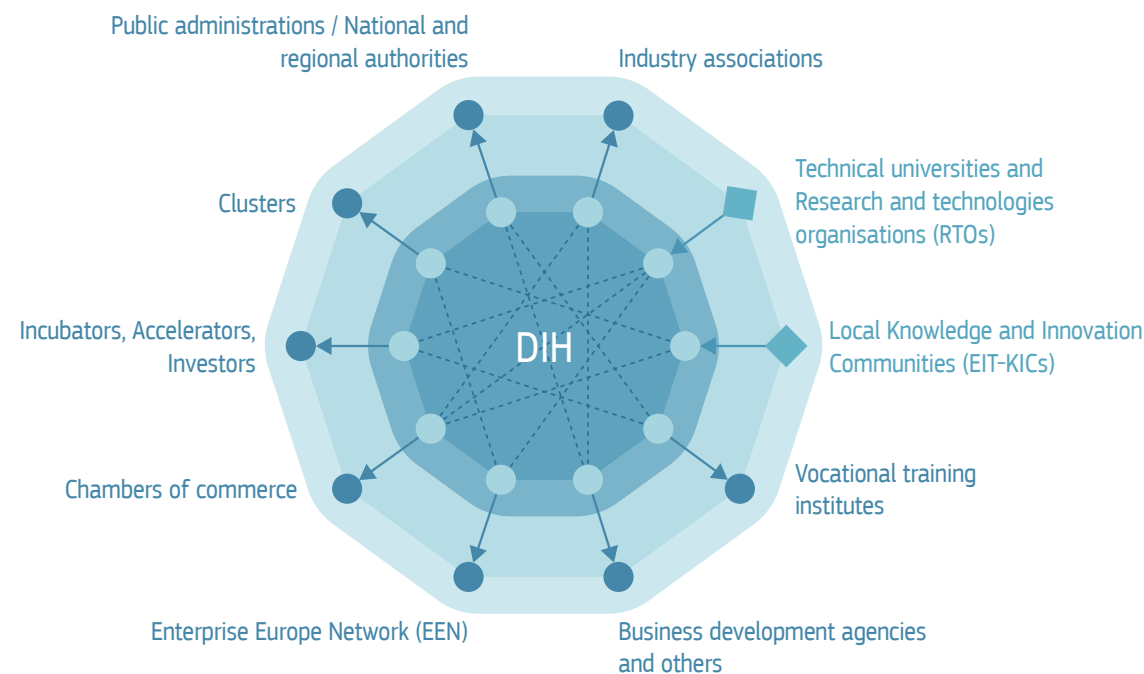 Public administrations / National and
regional authorities
Industry associations
Technical universities and
Research and technologies
organisations (RTOs)
Clusters
Incubators, Accelerators,
Investors
DIH
Local Knowledge and Innovation
Communities (EIT-KICs)
Chambers of commerce
Vocational training
institutes
Enterprise Europe Network (EEN)
Business development agencies
and others